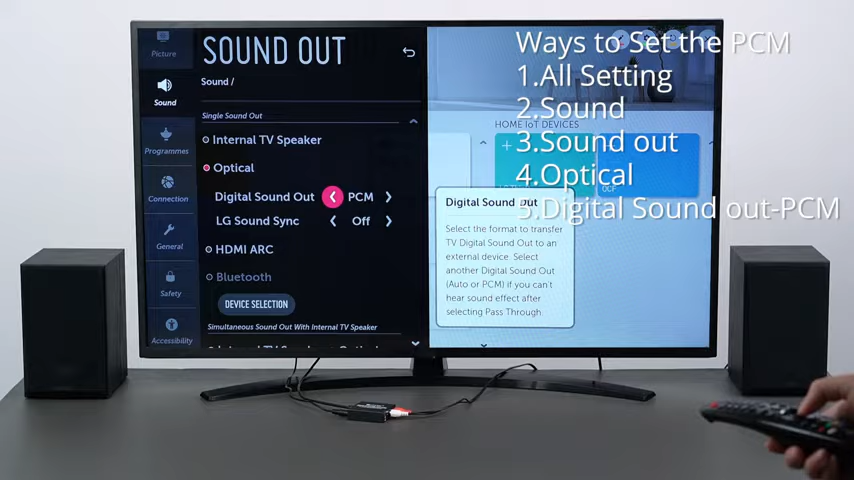 Picture
Sound
Programmes
Connection
General
Safety
Accessibility
SOUND OUT
Sound /
Single Sound Out
Internal TV Speaker
Optical
Digital Sound Out PCM
LG Sound Sync Off
HDMI ARC
Bluetooth
DEVICE SELECTION
Simultaneous Sound Out With Internal TV Speaker
HOME IoT DEVICES
OCF
Digital Sound Out
Select the format to transfer
TV Digital Sound Out to an
external device. Select
another Digital Sound Out
(Auto or PCM) if you can't
hear sound effect after
selecting Pass Through.
Ways to Set the PCM
1.All Setting
2.Sound
3.Sound out
4.Optical
5.Digital Sound out-PCM